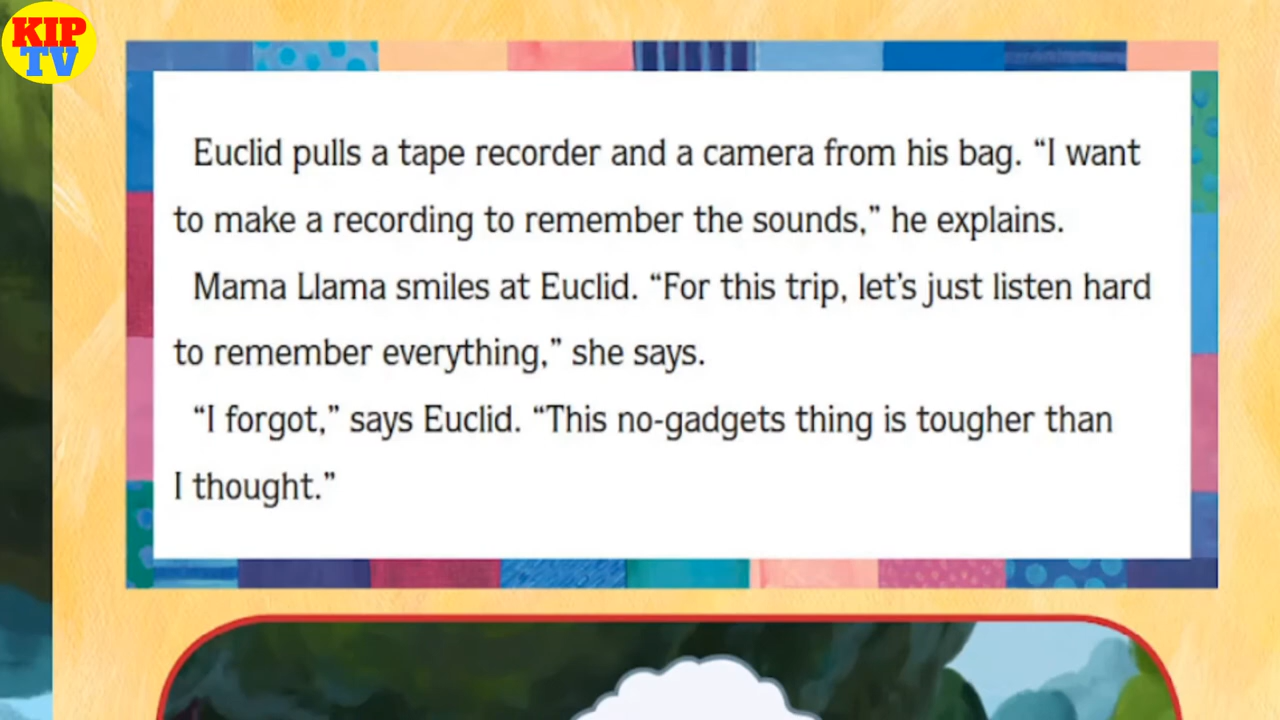 KIP
TV
Euclid pulls a tape recorder and a camera from his bag. “I want
to make a recording to remember the sounds,” he explains.
Mama Llama smiles at Euclid. “For this trip, let’s just listen hard
to remember everything,” she says.
“I forgot,” says Euclid. “This no-gadgets thing is tougher than
I thought.”